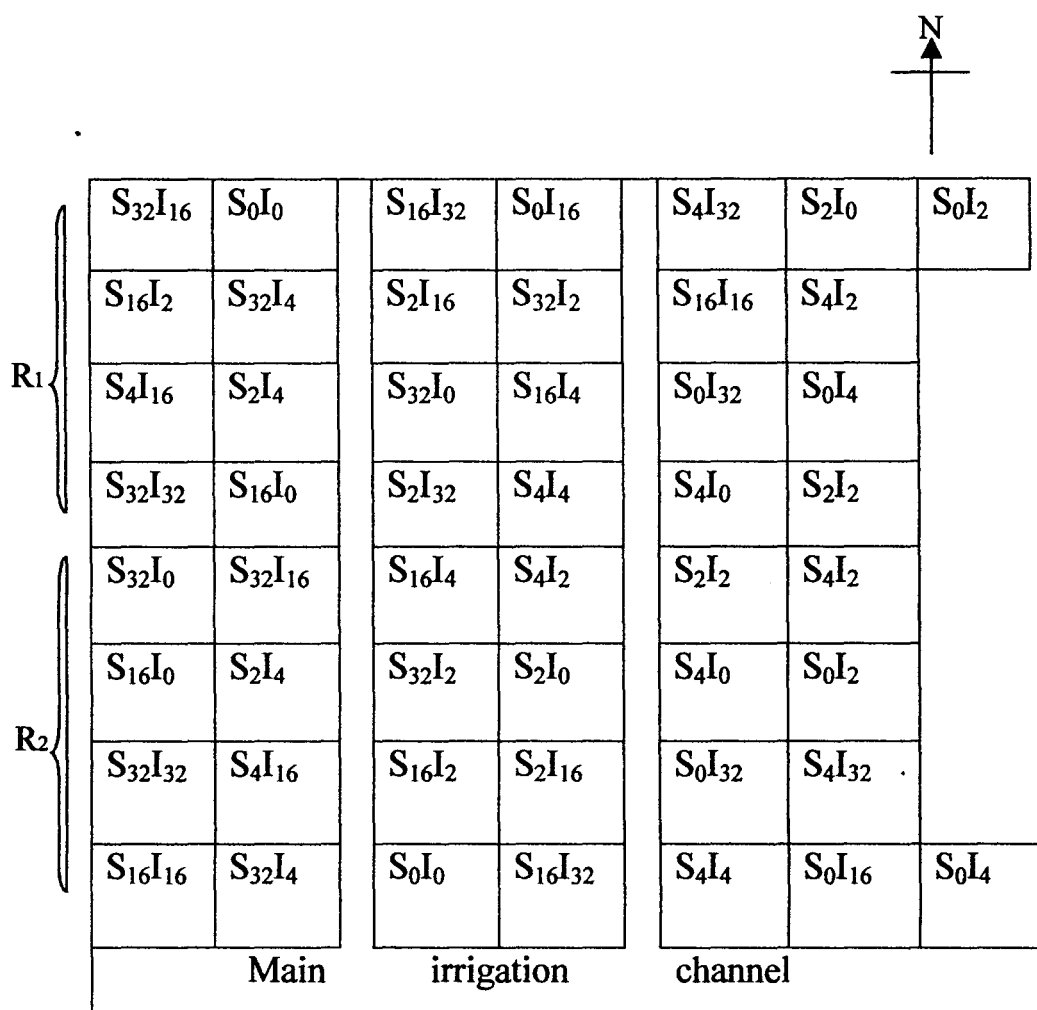 N
S₃₂I₁₆ S₀I₀ S₁₆I₃₂ S₀I₁₆ S₄I₃₂ S₂I₀ S₀I₂
S₁₆I₂ S₃₂I₄ S₂I₁₆ S₃₂I₂ S₁₆I₁₆ S₄I₂
R₁
S₄I₁₆ S₂I₄ S₃₂I₀ S₁₆I₄ S₀I₃₂ S₀I₄
S₃₂I₃₂ S₁₆I₀ S₂I₃₂ S₄I₄ S₄I₀ S₂I₂
S₃₂I₀ S₃₂I₁₆ S₁₆I₄ S₄I₂ S₂I₂ S₄I₂
S₁₆I₀ S₂I₄ S₃₂I₂ S₂I₀ S₄I₀ S₀I₂
R₂
S₃₂I₃₂ S₄I₁₆ S₁₆I₂ S₂I₁₆ S₀I₃₂ S₄I₃₂
S₁₆I₁₆ S₃₂I₄ S₀I₀ S₁₆I₃₂ S₄I₄ S₀I₁₆ S₀I₄
Main irrigation channel